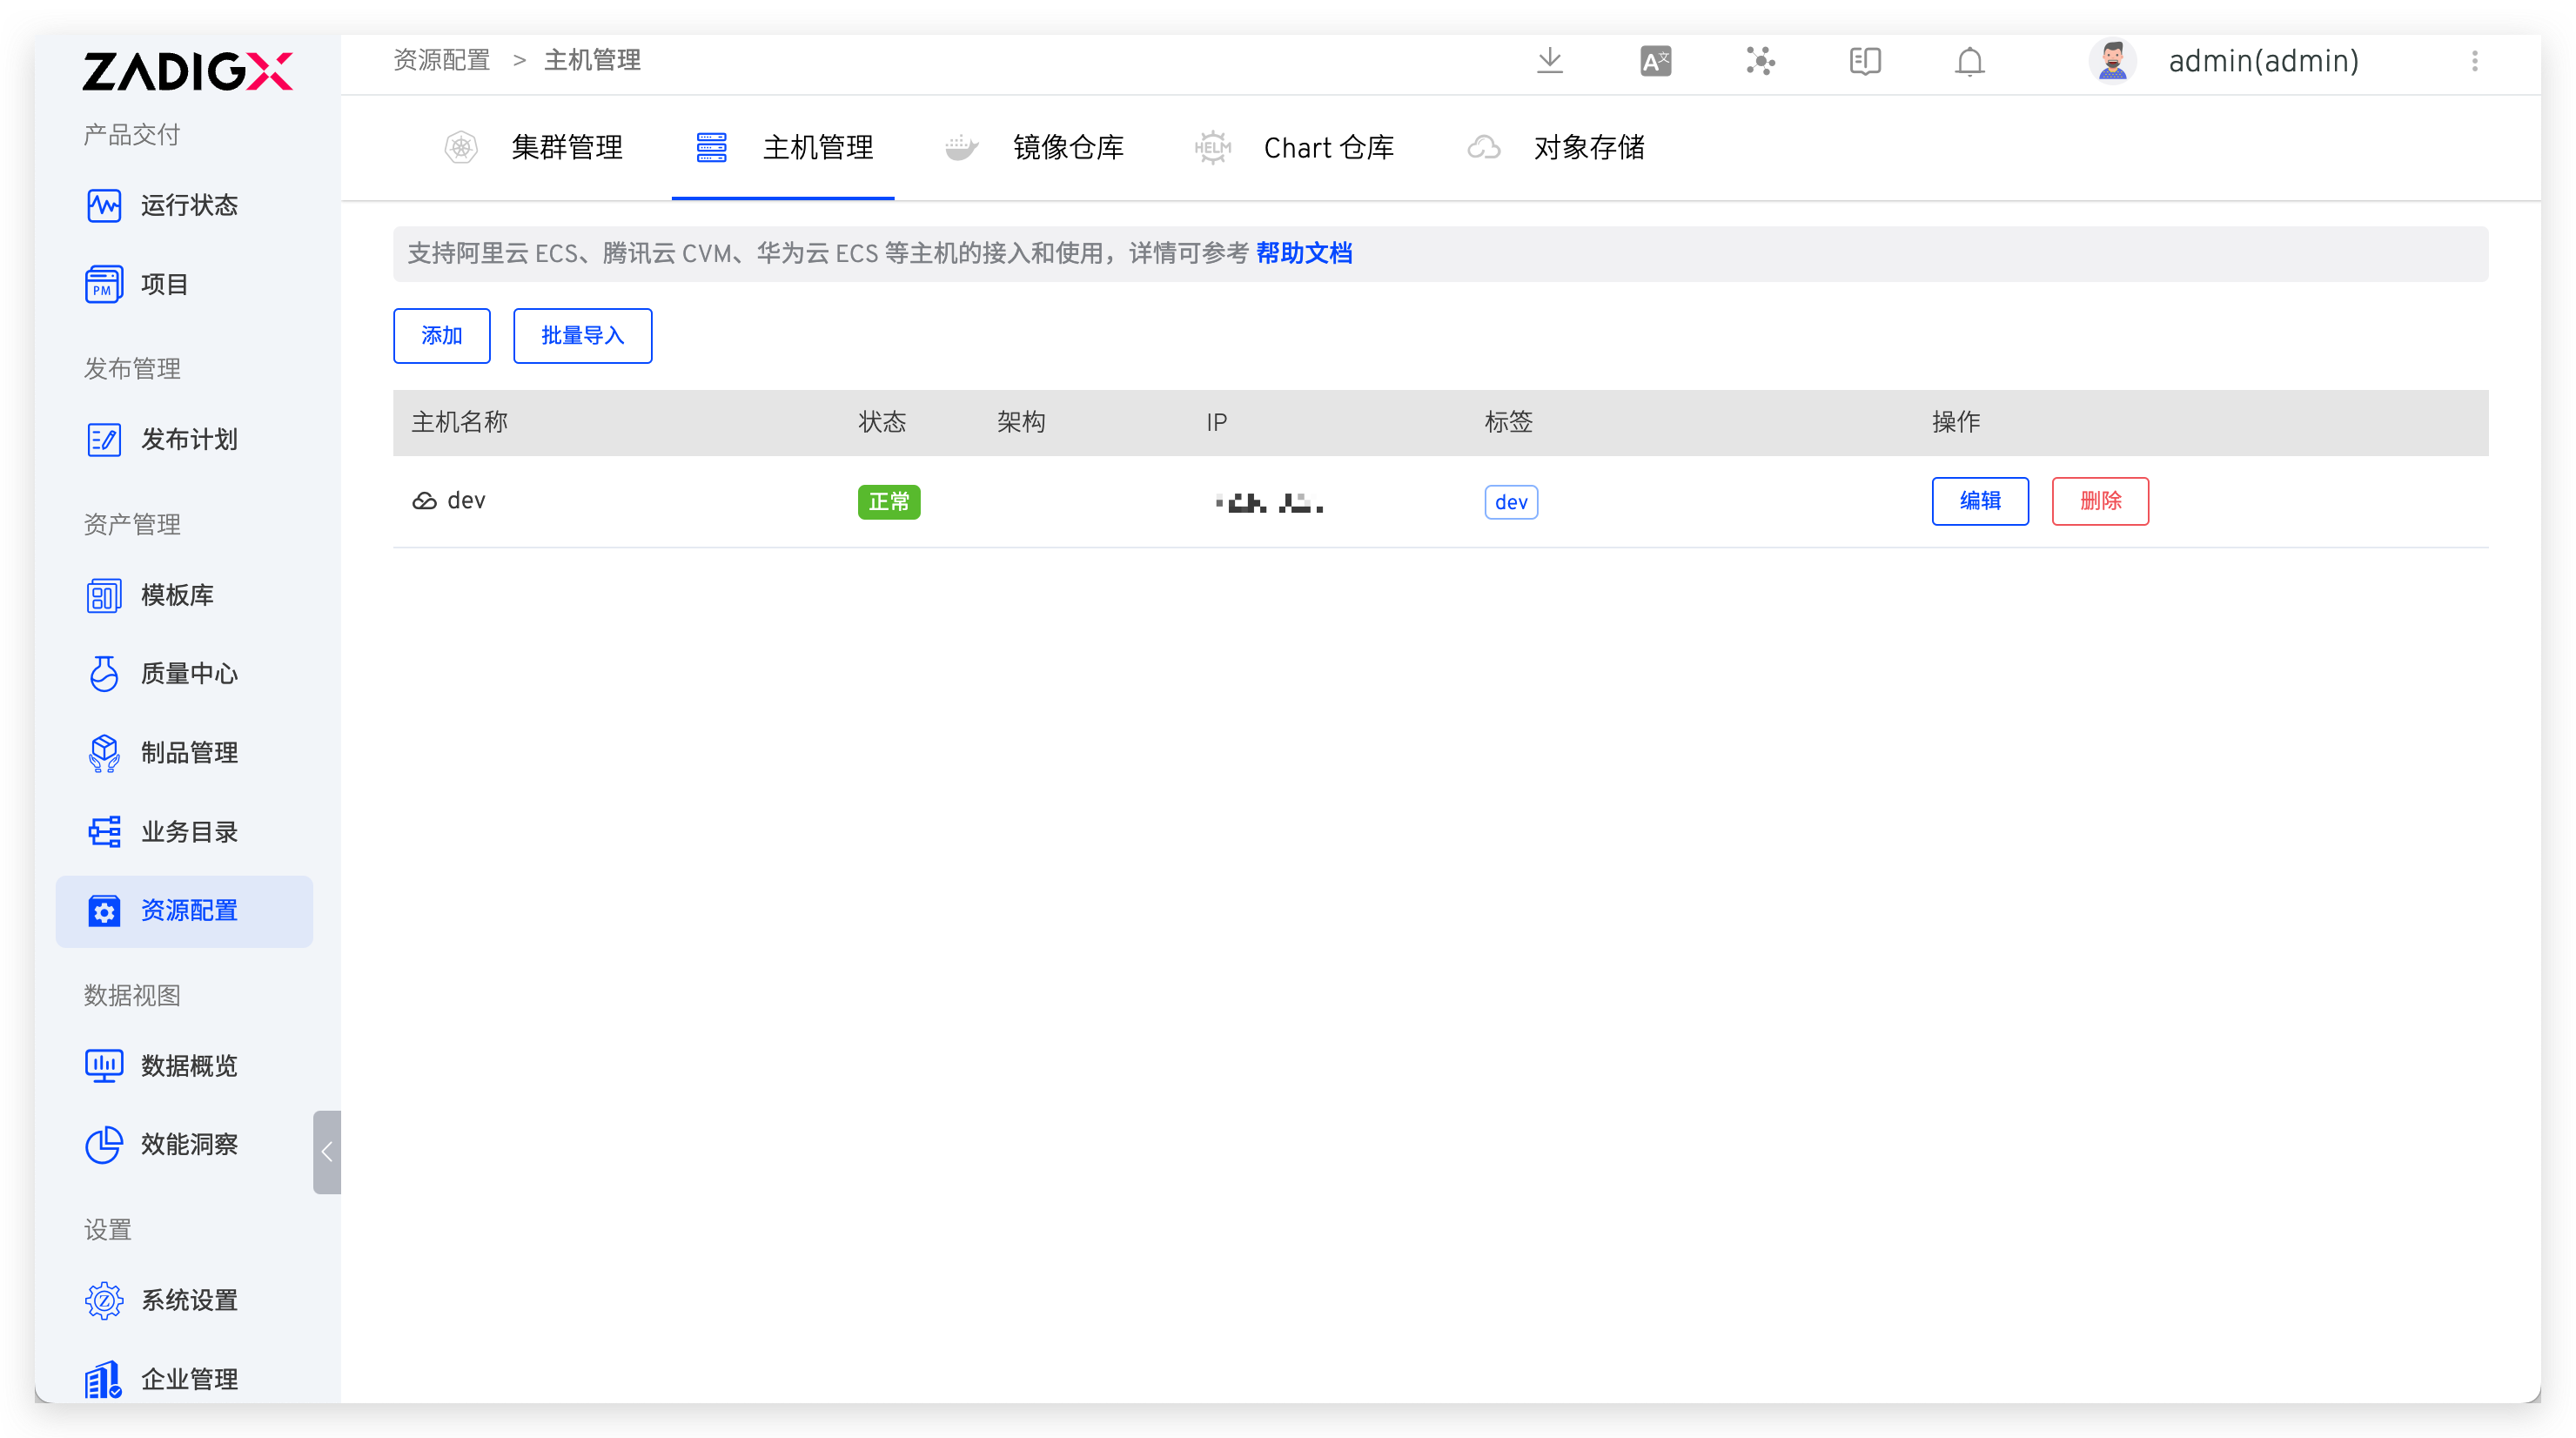 ZADIGX
产品交付
运行状态
PM
项目
发布管理
发布计划
资产管理
模板库
质量中心
制品管理
业务目录
资源配置
数据视图
数据概览
效能洞察
设置
Z
系统设置
企业管理
资源配置 > 主机管理
A文
admin(admin)
集群管理
主机管理
镜像仓库
HELM
Chart 仓库
对象存储
支持阿里云 ECS、腾讯云 CVM、华为云 ECS 等主机的接入和使用，详情可参考 帮助文档
添加 批量导入
主机名称 状态 架构 IP 标签 操作
dev 正常 dev 编辑 删除